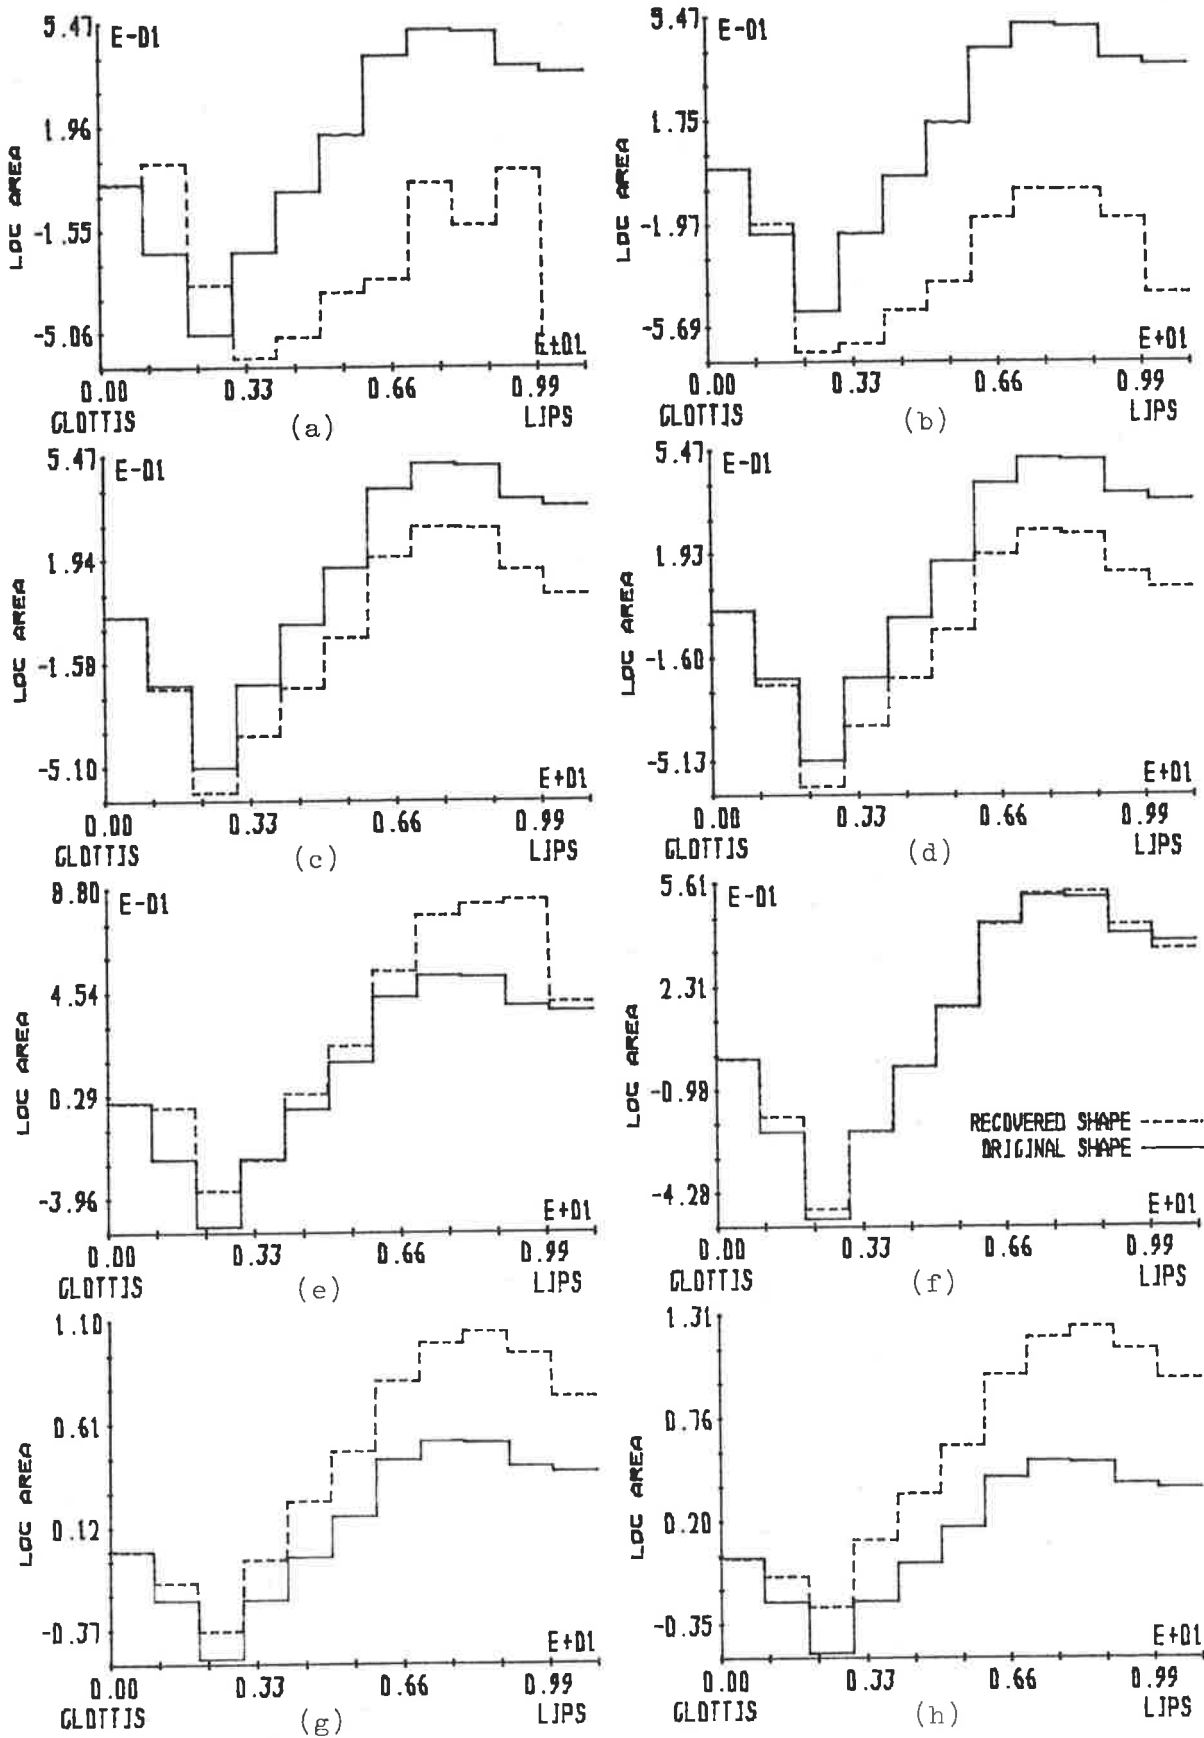 5.47 E-01
1.96
-1.55
-5.06
LOG AREA
E+01
0.00 0.33 0.66 0.99
GLOTTIS (a) LIPS
5.47 E-01
1.75
-1.97
-5.69
LOG AREA
E+01
0.00 0.33 0.66 0.99
GLOTTIS (b) LIPS
5.47 E-01
1.94
-1.58
-5.10
LOG AREA
E+01
0.00 0.33 0.66 0.99
GLOTTIS (c) LIPS
5.47 E-01
1.93
-1.60
-5.13
LOG AREA
E+01
0.00 0.33 0.66 0.99
GLOTTIS (d) LIPS
8.80 E-01
4.54
0.29
-3.96
LOG AREA
E+01
0.00 0.33 0.66 0.99
GLOTTIS (e) LIPS
5.61 E-01
2.31
-0.98
-4.28
LOG AREA
RECOVERED SHAPE
ORIGINAL SHAPE
E+01
0.00 0.33 0.66 0.99
GLOTTIS (f) LIPS
1.10
0.61
0.12
-0.37
LOG AREA
E+01
0.00 0.33 0.66 0.99
GLOTTIS (g) LIPS
1.31
0.76
0.20
-0.35
LOG AREA
E+01
0.00 0.33 0.66 0.99
GLOTTIS (h) LIPS